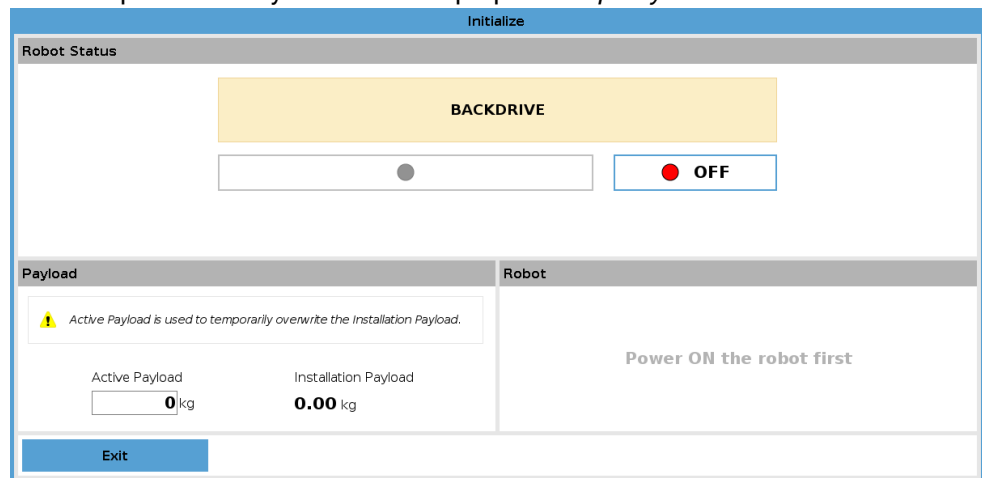 Initialize
Robot Status
BACKDRIVE
OFF
Payload
Robot
Active Payload is used to temporarily overwrite the Installation Payload.
Power ON the robot first
Active Payload
Installation Payload
0 kg
0.00 kg
Exit